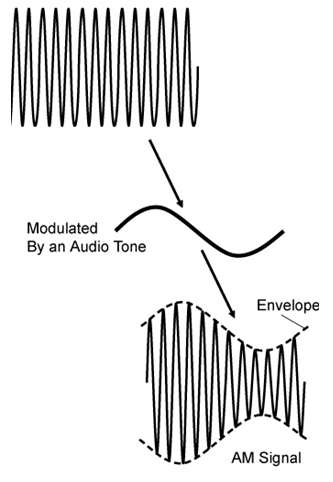 Modulated
By an Audio Tone
Envelope
AM Signal